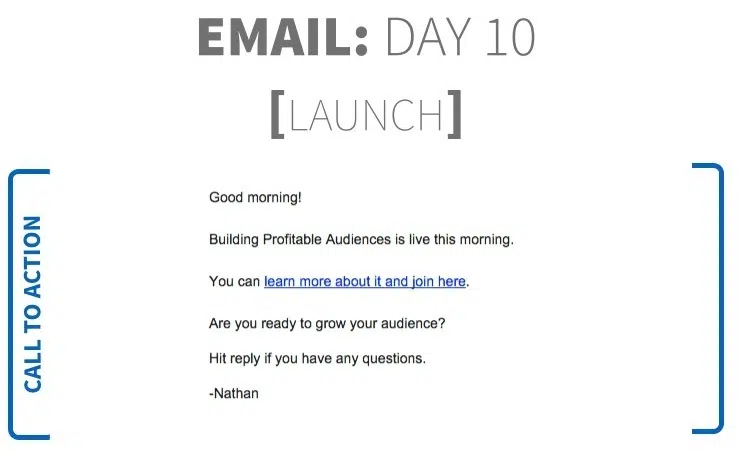 EMAIL: DAY 10
[LAUNCH]
CALL TO ACTION
Good morning!
Building Profitable Audiences is live this morning.
You can learn more about it and join here.
Are you ready to grow your audience?
Hit reply if you have any questions.
-Nathan